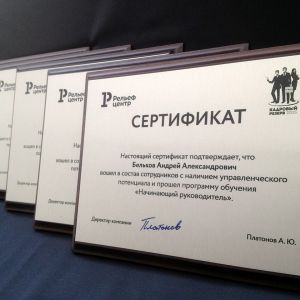 Рельеф
центр
КАДРОВЫЙ
РЕЗЕРВ
СЕРТИФИКАТ
Настоящий сертификат подтверждает, что
Бельков Андрей Александрович
вошел в состав сотрудников с наличием управленческого
потенциала и прошел программу обучения
«Начинающий руководитель».
Директор компании
Платонов
Платонов А. Ю.